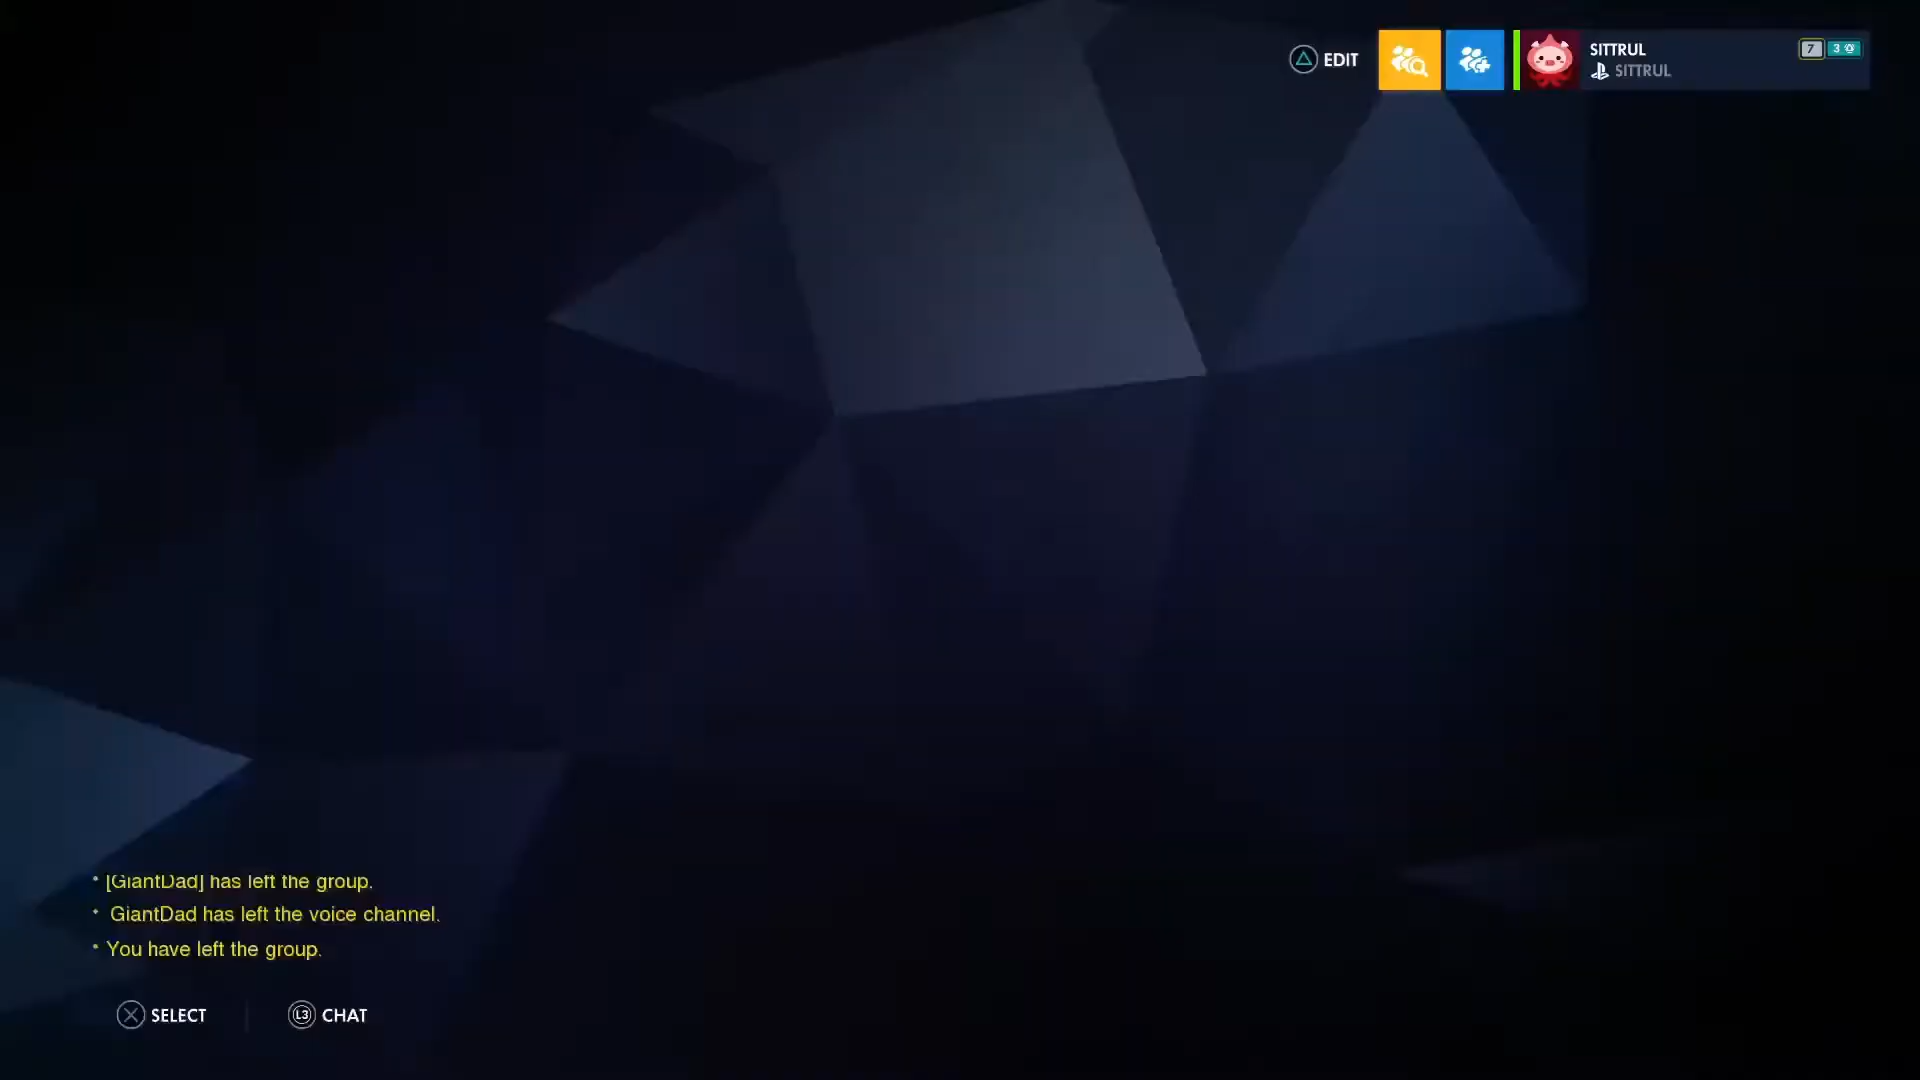 EDIT
SITTRUL
7
3
SITTRUL
[GiantDad] has left the group.
GiantDad has left the voice channel.
You have left the group.
SELECT
L3 CHAT